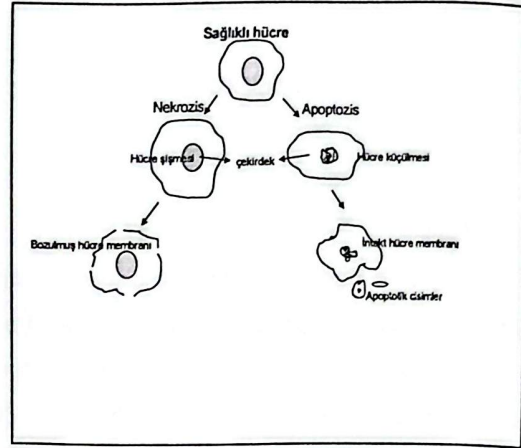 Sağlıklı hücre
Nekrozis
Apoptozis
Hücre şişmesi
çekirdek
Hücre küçülmesi
Bozulmuş hücre membranı
İntakt hücre membranı
Apoptotik cisimler